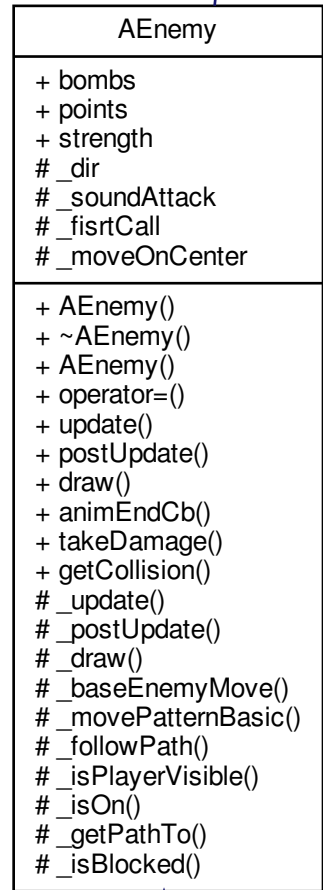 AEnemy
+ bombs
+ points
+ strength
# _dir
# _soundAttack
# _fisrtCall
# _moveOnCenter
+ AEnemy()
+ ~AEnemy()
+ AEnemy()
+ operator=()
+ update()
+ postUpdate()
+ draw()
+ animEndCb()
+ takeDamage()
+ getCollision()
# _update()
# _postUpdate()
# _draw()
# _baseEnemyMove()
# _movePatternBasic()
# _followPath()
# _isPlayerVisible()
# _isOn()
# _getPathTo()
# _isBlocked()